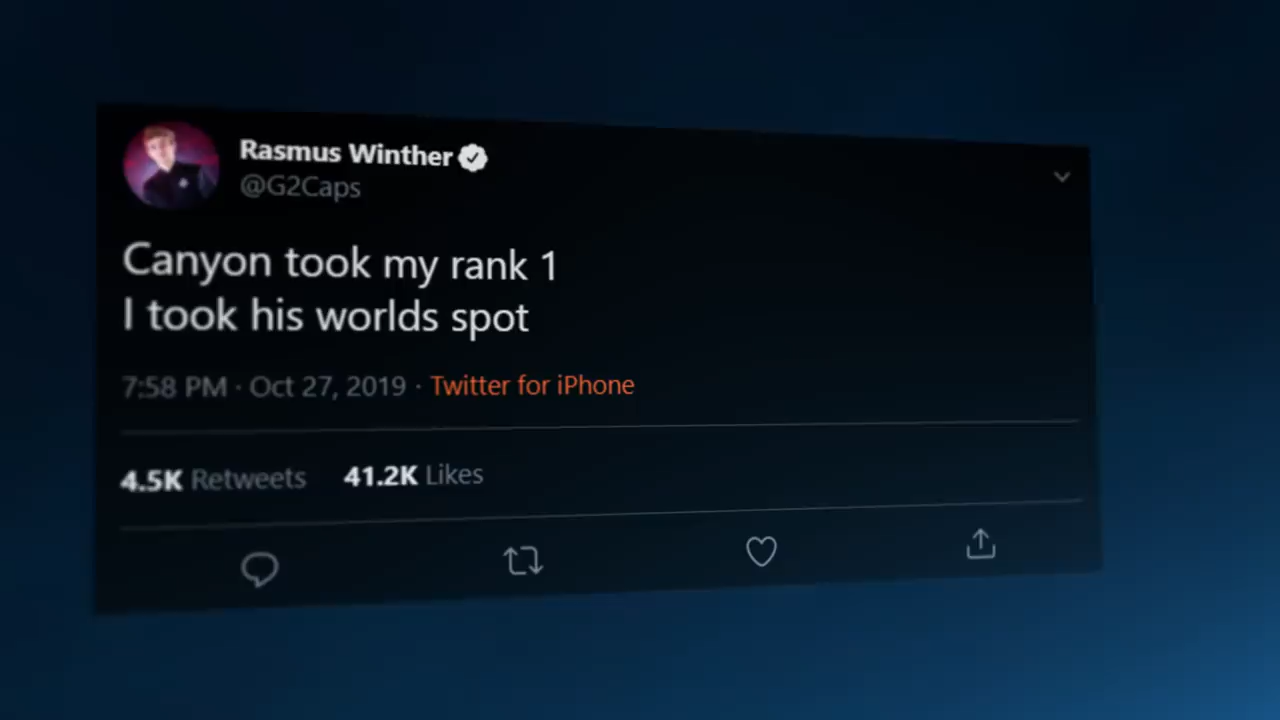 Rasmus Winther
@G2Caps
Canyon took my rank 1
I took his worlds spot
7:58 PM · Oct 27, 2019 · Twitter for iPhone
4.5K Retweets 41.2K Likes